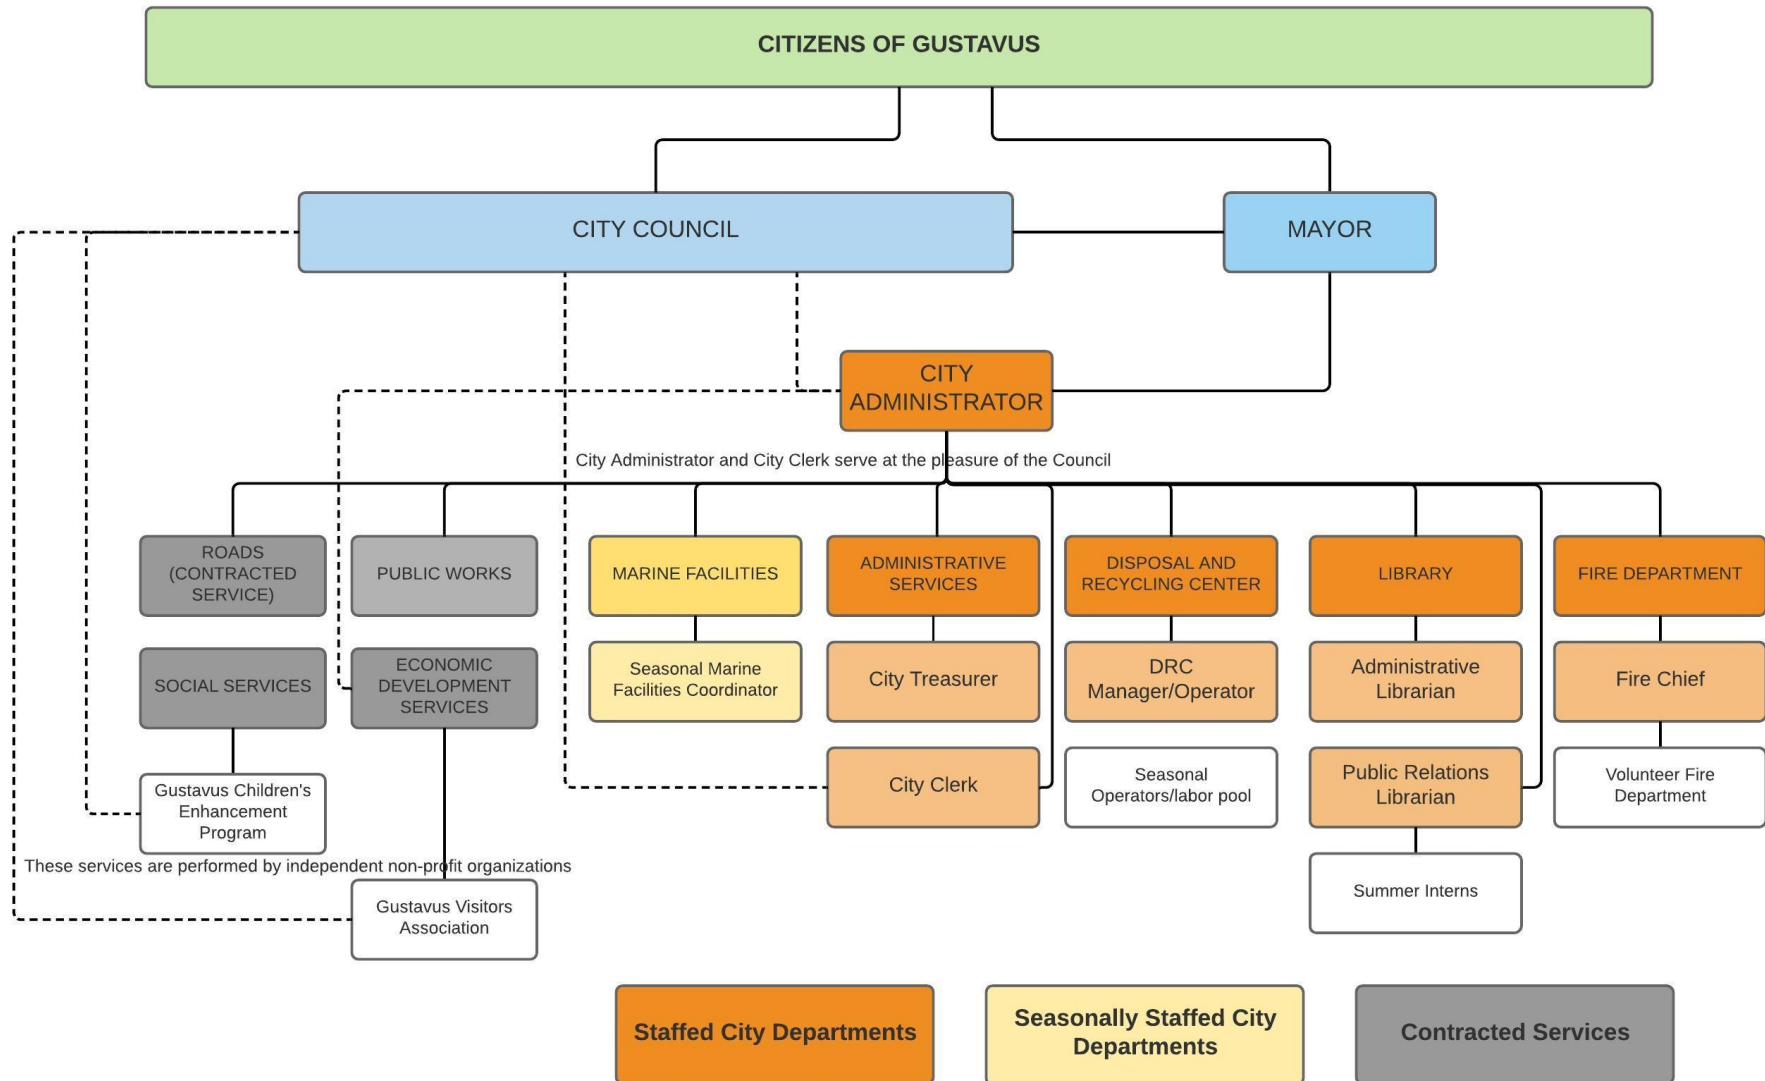 CITIZENS OF GUSTAVUS
CITY COUNCIL
MAYOR
CITY
ADMINISTRATOR
City Administrator and City Clerk serve at the pleasure of the Council
ROADS
(CONTRACTED
SERVICE)
PUBLIC WORKS
MARINE FACILITIES
ADMINISTRATIVE
SERVICES
DISPOSAL AND
RECYCLING CENTER
LIBRARY
FIRE DEPARTMENT
SOCIAL SERVICES
ECONOMIC
DEVELOPMENT
SERVICES
Seasonal Marine
Facilities Coordinator
City Treasurer
DRC
Manager/Operator
Administrative
Librarian
Fire Chief
Gustavus Children's
Enhancement
Program
City Clerk
Seasonal
Operators/labor pool
Public Relations
Librarian
Volunteer Fire
Department
These services are performed by independent non-profit organizations
Gustavus Visitors
Association
Summer Interns
Staffed City Departments
Seasonally Staffed City
Departments
Contracted Services